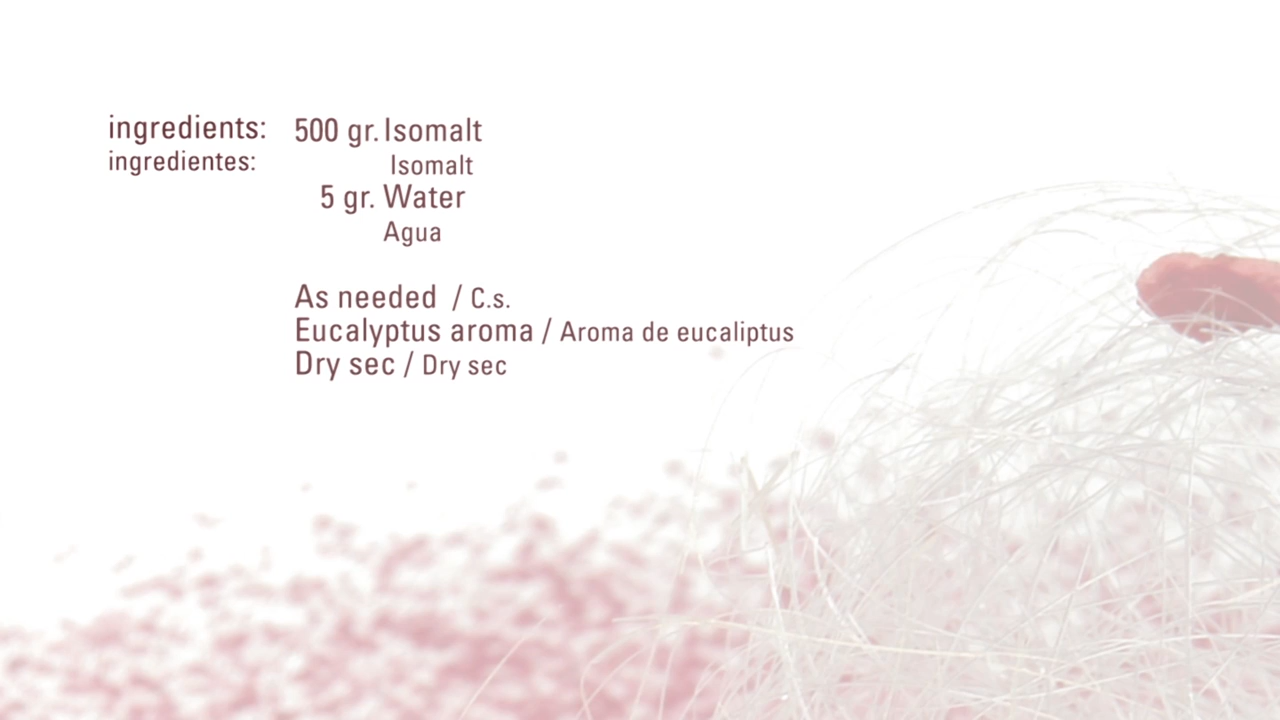 ingredients: 500 gr. Isomalt
ingredientes: Isomalt
5 gr. Water
Agua
As needed / C.s.
Eucalyptus aroma / Aroma de eucaliptus
Dry sec / Dry sec